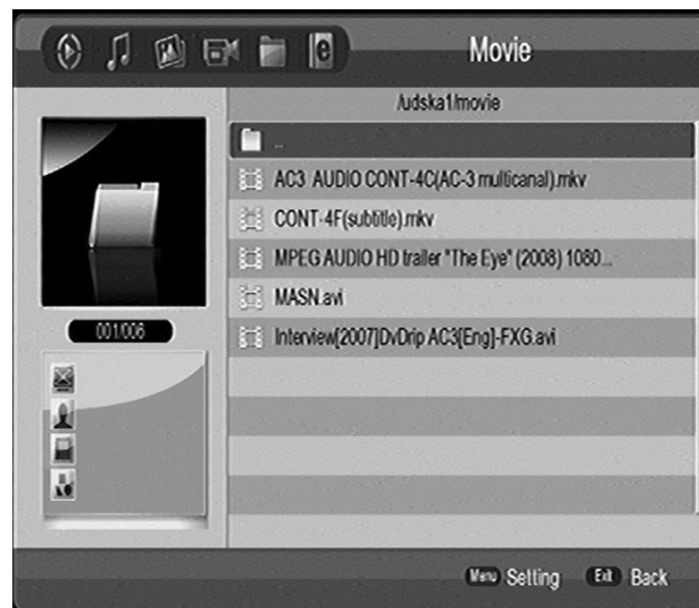 Movie
/udska1/movie
..
AC3 AUDIO CONT-4C(AC-3 multicanal).mkv
CONT-4F(subtitle).mkv
MPEG AUDIO HD trailer "The Eye" (2008) 1080...
MASN.avi
Interview[2007]DvDrip AC3[Eng]-FXG.avi
001/006
Menu Setting Exit Back